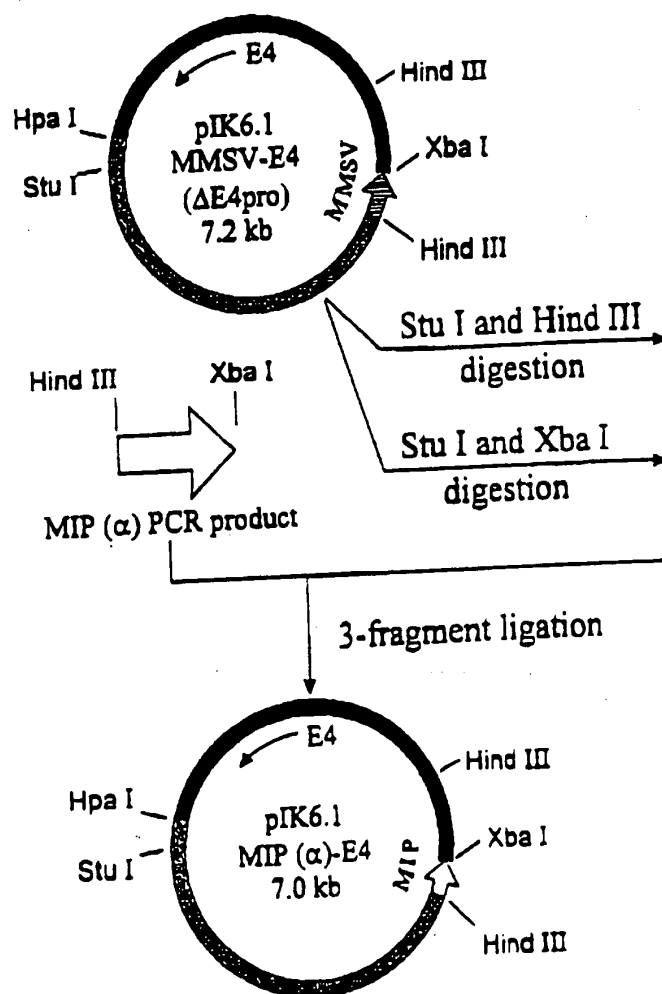 E4
Hind III
Hpa I
pIK6.1
Xba I
Stu I
MMSV-E4
(ΔE4pro)
7.2 kb
MMSV
Hind III
Stu I and Hind III
digestion
Hind III
Xba I
Stu I and Xba I
digestion
MIP (α) PCR product
3-fragment ligation
E4
Hind III
Hpa I
pIK6.1
Xba I
Stu I
MIP (α)-E4
7.0 kb
MIP
Hind III